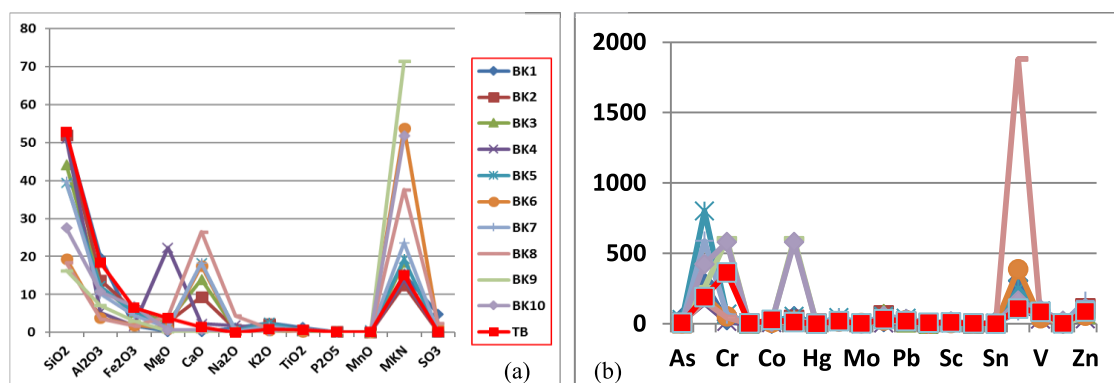 80
70
60
50
40
30
20
10
0
SiO2
Al2O3
Fe2O3
MgO
CaO
Na2O
K2O
TiO2
P2O5
MnO
MKN
SO3
BK1
BK2
BK3
BK4
BK5
BK6
BK7
BK8
BK9
BK10
TB
(a)
2000
1500
1000
500
0
As Cr Co Hg Mo Pb Sc Sn V Zn
(b)